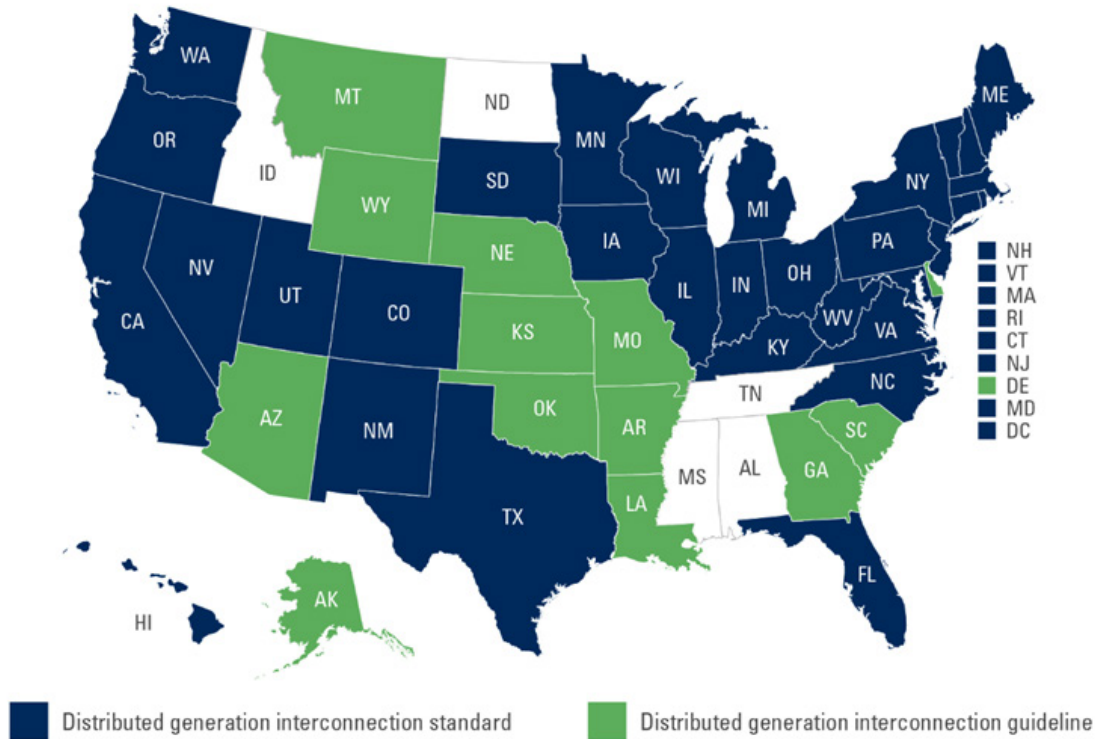 WA
MT
ND
ME
OR
MN
ID
SD
WI
NY
WY
MI
IA
PA
NE
NH
NV
OH
VT
UT
IL
IN
MA
CA
CO
WV
VA
RI
KS
MO
KY
CT
NJ
NC
DE
TN
OK
MD
AZ
NM
AR
SC
DC
MS
AL
GA
LA
TX
FL
AK
HI
Distributed generation interconnection standard
Distributed generation interconnection guideline